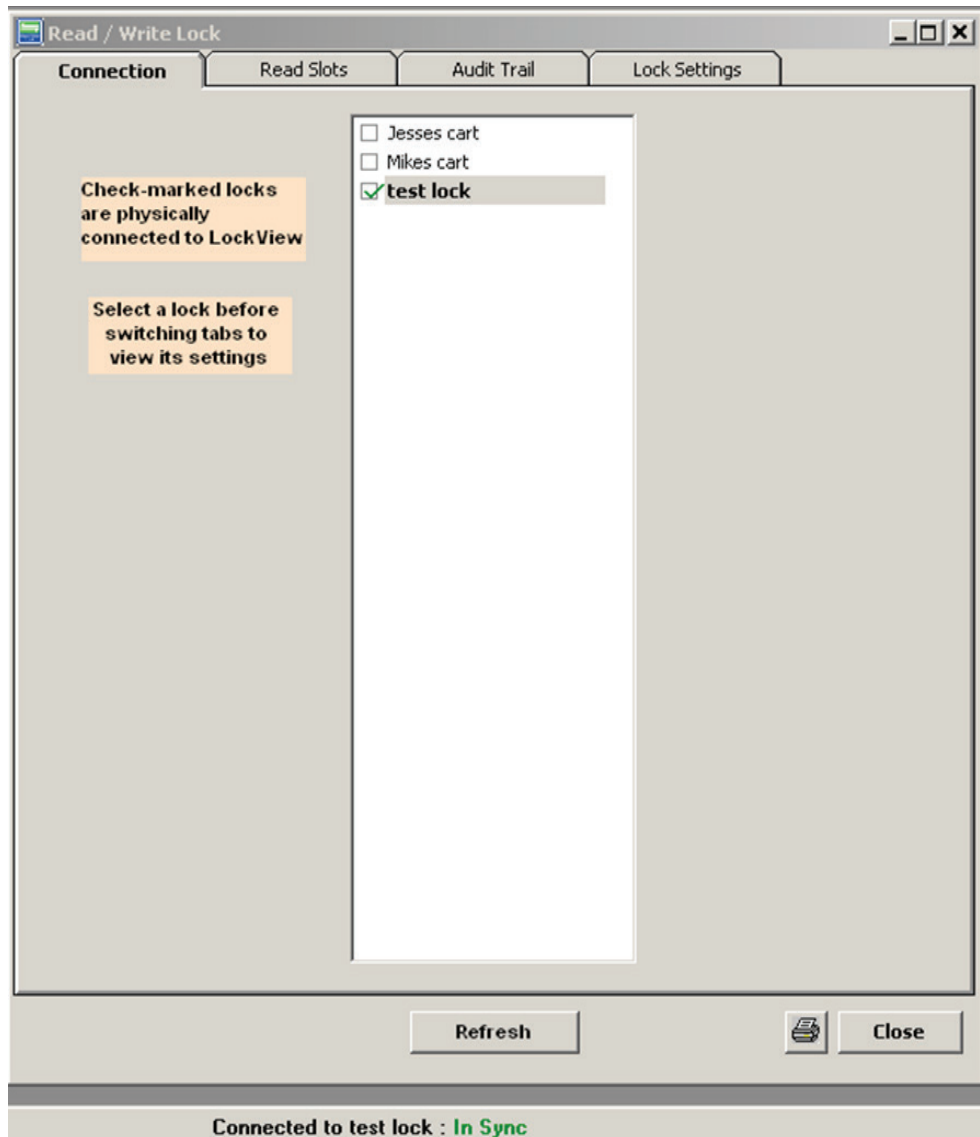 Read / Write Lock
Connection
Read Slots
Audit Trail
Lock Settings
Jesses cart
Mikes cart
test lock
Check-marked locks
are physically
connected to LockView
Select a lock before
switching tabs to
view its settings
Refresh
Close
Connected to test lock : In Sync